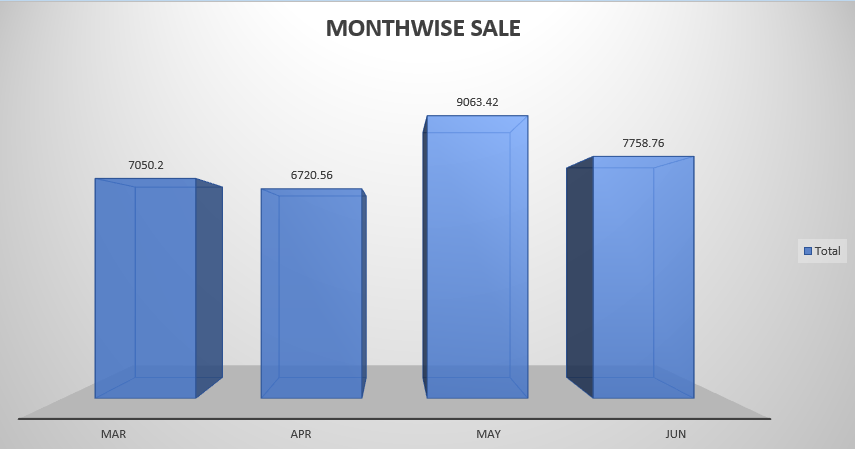 MONTHWISE SALE
9063.42
7758.76
7050.2
6720.56
Total
MAR
APR
MAY
JUN